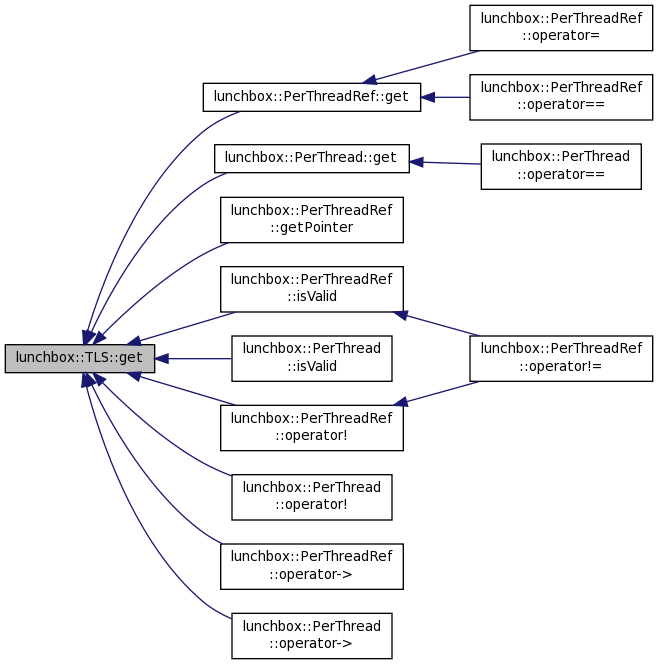 lunchbox::TLS::get
lunchbox::PerThreadRef::get
lunchbox::PerThreadRef
::operator=
lunchbox::PerThreadRef
::operator==
lunchbox::PerThread::get
lunchbox::PerThread
::operator==
lunchbox::PerThreadRef
::getPointer
lunchbox::PerThreadRef
::isValid
lunchbox::PerThreadRef
::operator!=
lunchbox::PerThread
::isValid
lunchbox::PerThreadRef
::operator!
lunchbox::PerThread
::operator!
lunchbox::PerThreadRef
::operator->
lunchbox::PerThread
::operator->